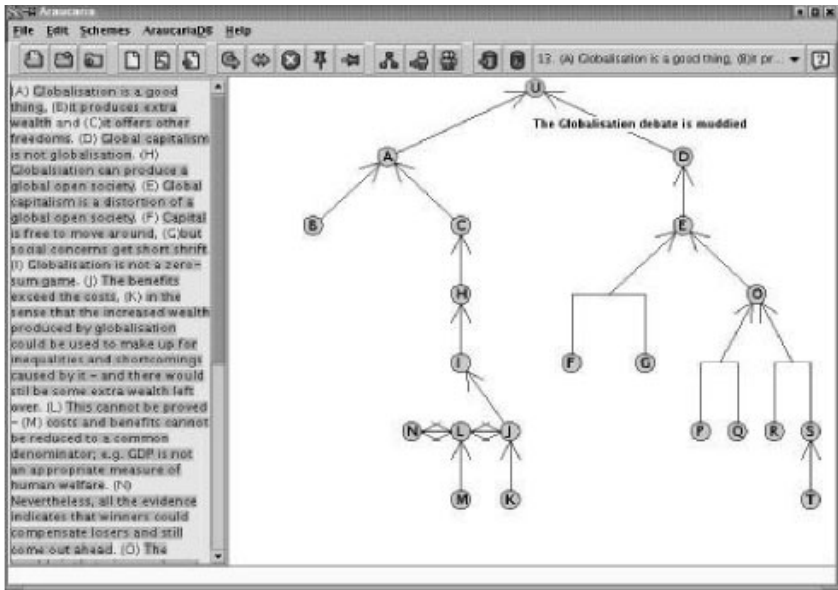 Araucaria
File Edit Schemes AraucariaDB Help
13. (A) Globalisation is a good thing, (B)it pr...
(A) Globalisation is a good
thing, (B)it produces extra
wealth and (C)it offers other
freedoms. (D) Global capitalism
is not globalisation. (H)
Globalsiation can produce a
global open society. (E) Global
capitalism is a distortion of a
global open society. (F) Capital
is free to move around, (G)but
social concerns get short shrift.
(I) Globalisation is not a zero-
sum game. (J) The benefits
exceed the costs, (K) in the
sense that the increased wealth
produced by globalisation
could be used to make up for
inequalities and shortcomings
caused by it - and there would
still be some extra wealth left
over. (L) This cannot be proved
- (M) costs and benefits cannot
be reduced to a common
denominator; e.g. GDP is not
an appropriate measure of
human welfare. (N)
Nevertheless, all the evidence
indicates that winners could
compensate losers and still
come out ahead. (O) The
U
The Globalisation debate is muddied
A
D
B
C
E
H
O
I
F
G
N
L
J
P
Q
R
S
M
K
T